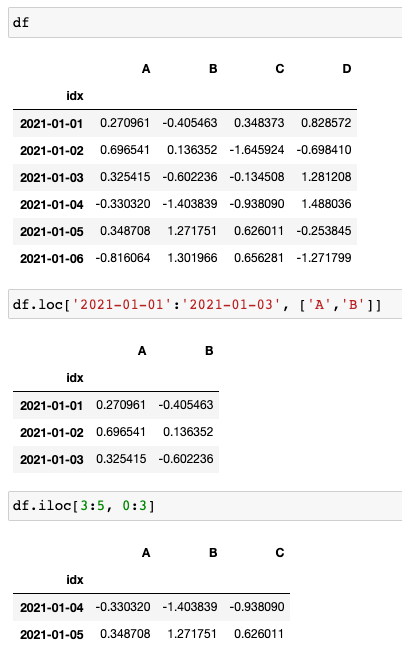 df
A B C D
idx
2021-01-01 0.270961 -0.405463 0.348373 0.828572
2021-01-02 0.696541 0.136352 -1.645924 -0.698410
2021-01-03 0.325415 -0.602236 -0.134508 1.281208
2021-01-04 -0.330320 -1.403839 -0.938090 1.488036
2021-01-05 0.348708 1.271751 0.626011 -0.253845
2021-01-06 -0.816064 1.301966 0.656281 -1.271799
df.loc['2021-01-01':'2021-01-03', ['A','B']]
A B
idx
2021-01-01 0.270961 -0.405463
2021-01-02 0.696541 0.136352
2021-01-03 0.325415 -0.602236
df.iloc[3:5, 0:3]
A B C
idx
2021-01-04 -0.330320 -1.403839 -0.938090
2021-01-05 0.348708 1.271751 0.626011